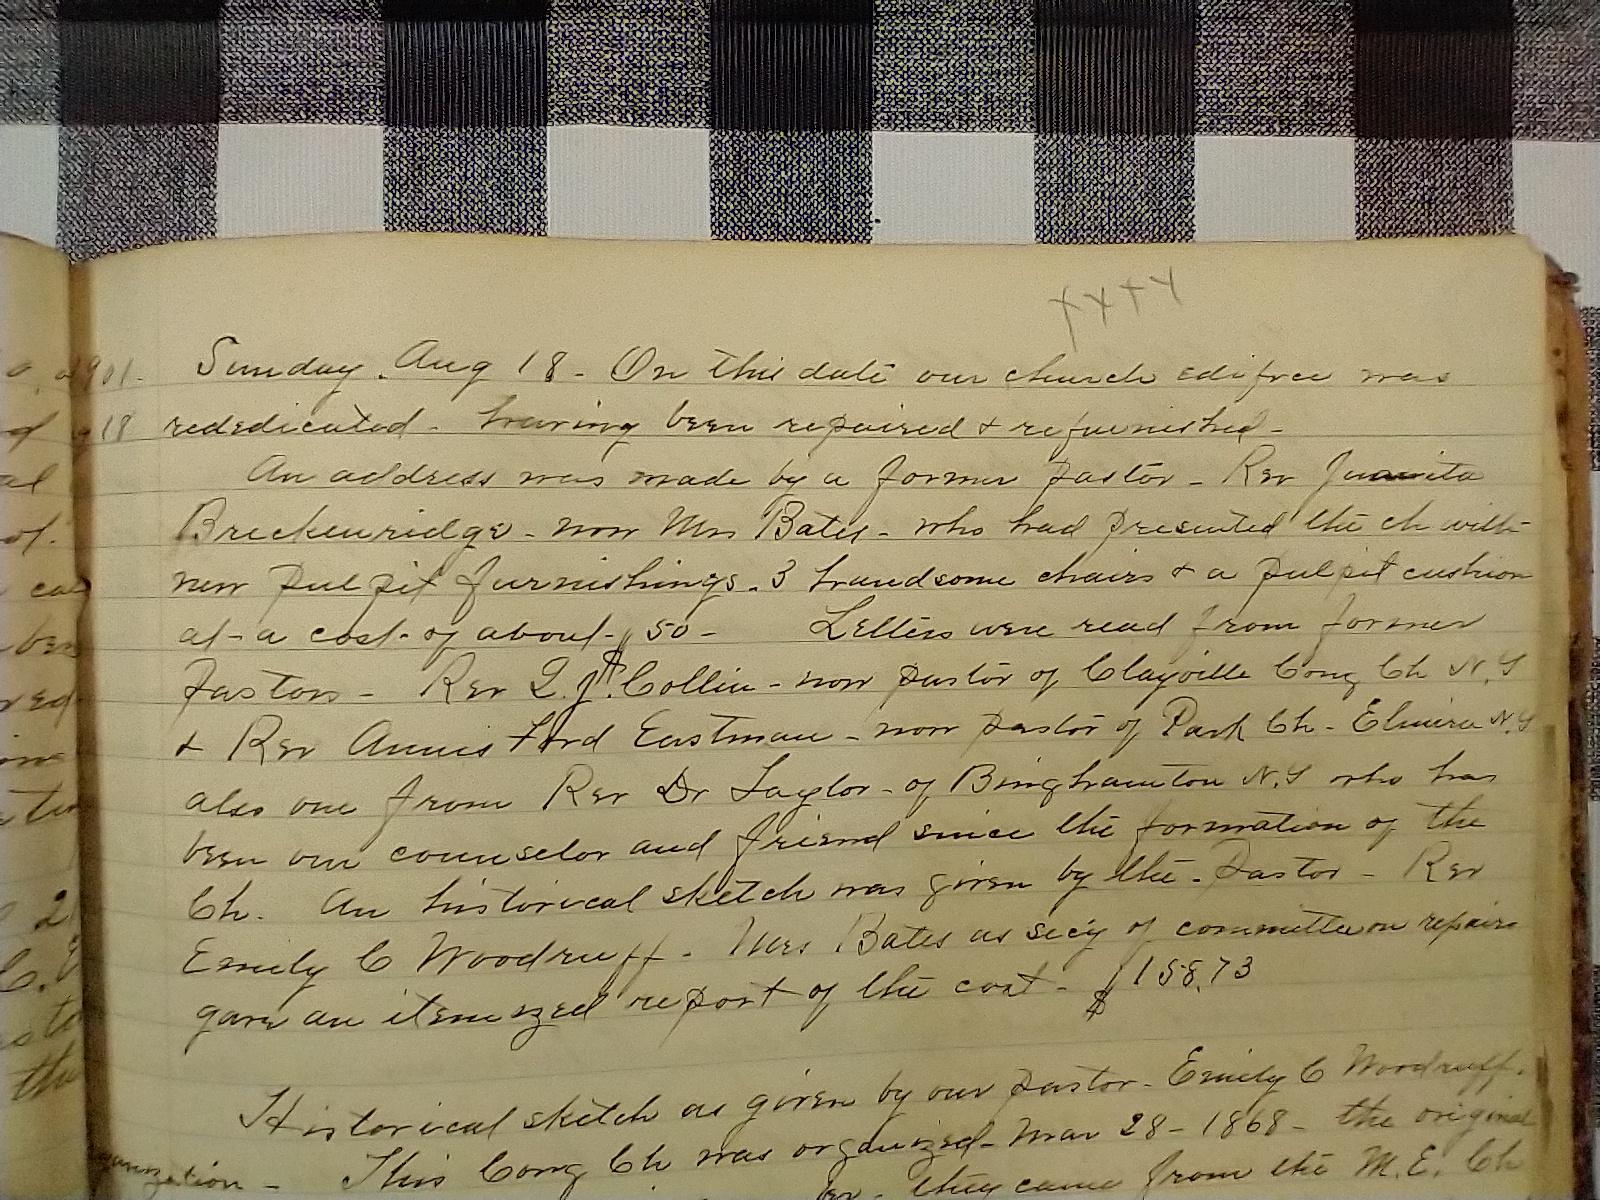 ++++
1901. Sunday. Aug 18 - On this date our church edifice was
18 rededicated - having been repaired & refurnished -
An address was made by a former pastor - Rev Juanita
Breckenridge - now Mrs Bates - who had presented the ch with
new pulpit furnishings. 3 handsome chairs & a pulpit cushion
at a cost of about $50 - Letters were read from former
pastors - Rev Collin - now pastor of Clayville Cong Ch N.Y
& Rev Annis Ford Eastman - now pastor of Park Ch - Elmira N.Y
also one from Rev Dr Taylor - of Binghamton N.Y who has
been our counselor and friend since the formation of the
Ch. An historical sketch was given by the pastor - Rev
Emily C Woodruff - Mrs Bates as secy of committee on repairs
gave an itemized report of the cost - $158.73
Historical sketch as given by our pastor - Emily C Woodruff.
This Cong Ch was organized - Mar 28 - 1868 - the original
they came from the M.E. Ch